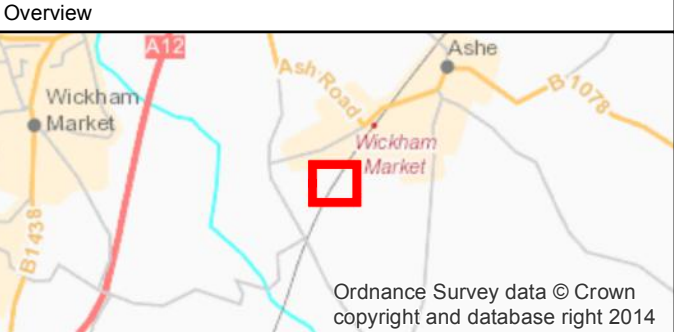 Overview
A12
Ashe
Ash Road
B 1078
Wickham
Market
Wickham
Market
B1438
Ordnance Survey data © Crown
copyright and database right 2014